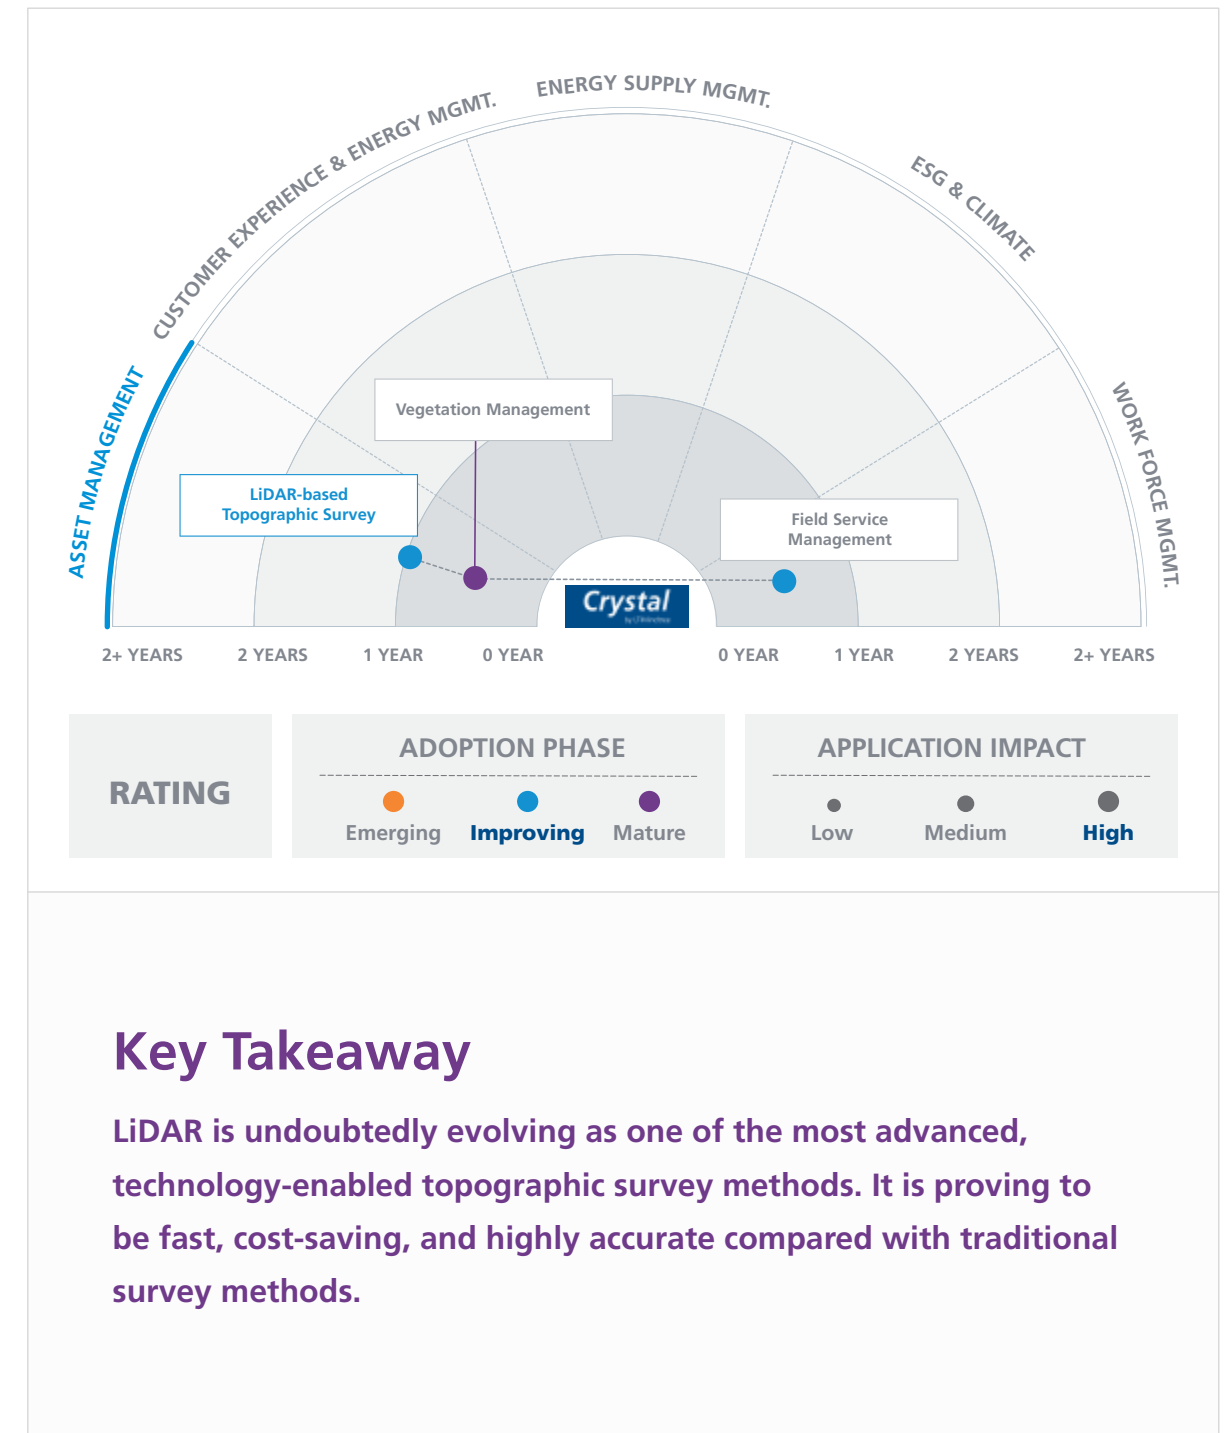 ENERGY SUPPLY MGMT.
CUSTOMER EXPERIENCE & ENERGY MGMT.
ESG & CLIMATE
ASSET MANAGEMENT
WORK FORCE MGMT.
Vegetation Management
LiDAR-based
Topographic Survey
Field Service
Management
Crystal
2+ YEARS
2 YEARS
1 YEAR
0 YEAR
0 YEAR
1 YEAR
2 YEARS
2+ YEARS
RATING
ADOPTION PHASE
Emerging
Improving
Mature
APPLICATION IMPACT
Low
Medium
High
Key Takeaway
LiDAR is undoubtedly evolving as one of the most advanced,
technology-enabled topographic survey methods. It is proving to
be fast, cost-saving, and highly accurate compared with traditional
survey methods.